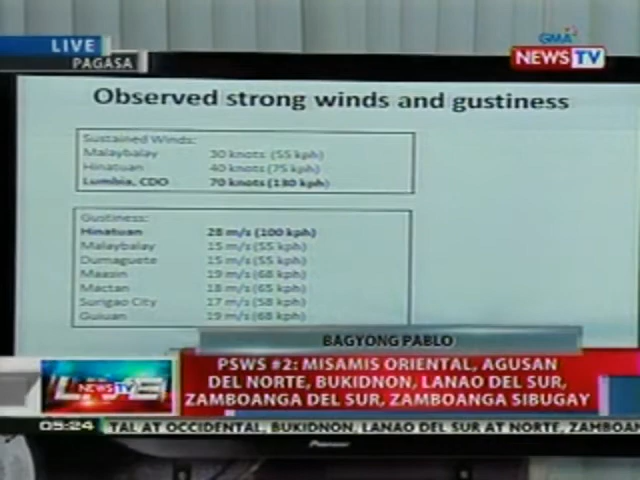 LIVE
PAGASA
GMA
NEWS TV
Observed strong winds and gustiness
Sustained Winds:
Malaybalay 30 knots (55 kph)
Hinatuan 40 knots (75 kph)
Lumbia, CDO 70 knots (130 kph)
Gustiness:
Hinatuan 28 m/s (100 kph)
Malaybalay 15 m/s (55 kph)
Dumaguete 15 m/s (55 kph)
Maasin 19 m/s (68 kph)
Mactan 18 m/s (65 kph)
Surigao City 17 m/s (58 kph)
Guiuan 19 m/s (68 kph)
BAGYONG PABLO
PSWS #2: MISAMIS ORIENTAL, AGUSAN
DEL NORTE, BUKIDNON, LANAO DEL SUR,
ZAMBOANGA DEL SUR, ZAMBOANGA SIBUGAY
LIVE
NEWS TV
05:24 TAL AT OCCIDENTAL, BUKIDNON, LANAO DEL SUR AT NORTE, ZAMBOAN
Pioneer